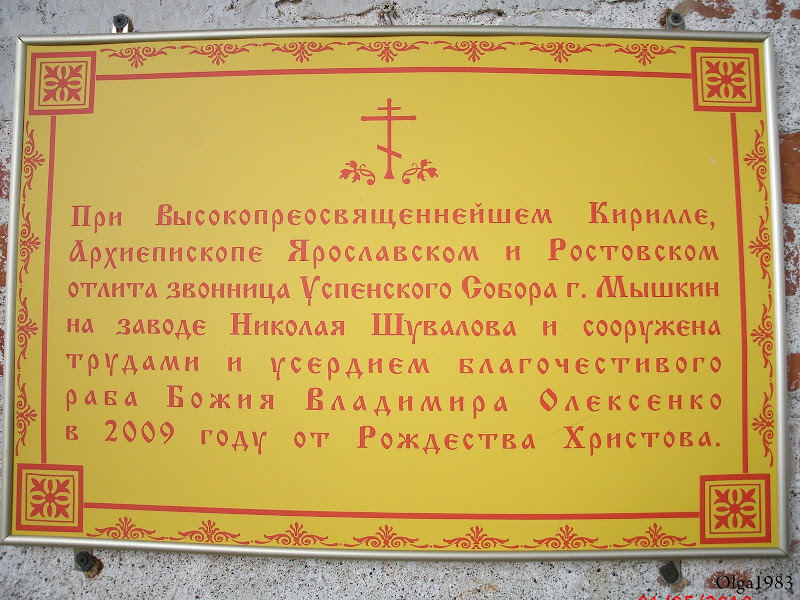 При Высокопреосвященнейшем Кирилле,
Архиепископе Ярославском и Ростовском
отлита звонница Успенского Собора г. Мышкин
на заводе Николая Шувалова и сооружена
трудами и усердием благочестивого
раба Божия Владимира Олексенко
в 2009 году от Рождества Христова.
Olga1983